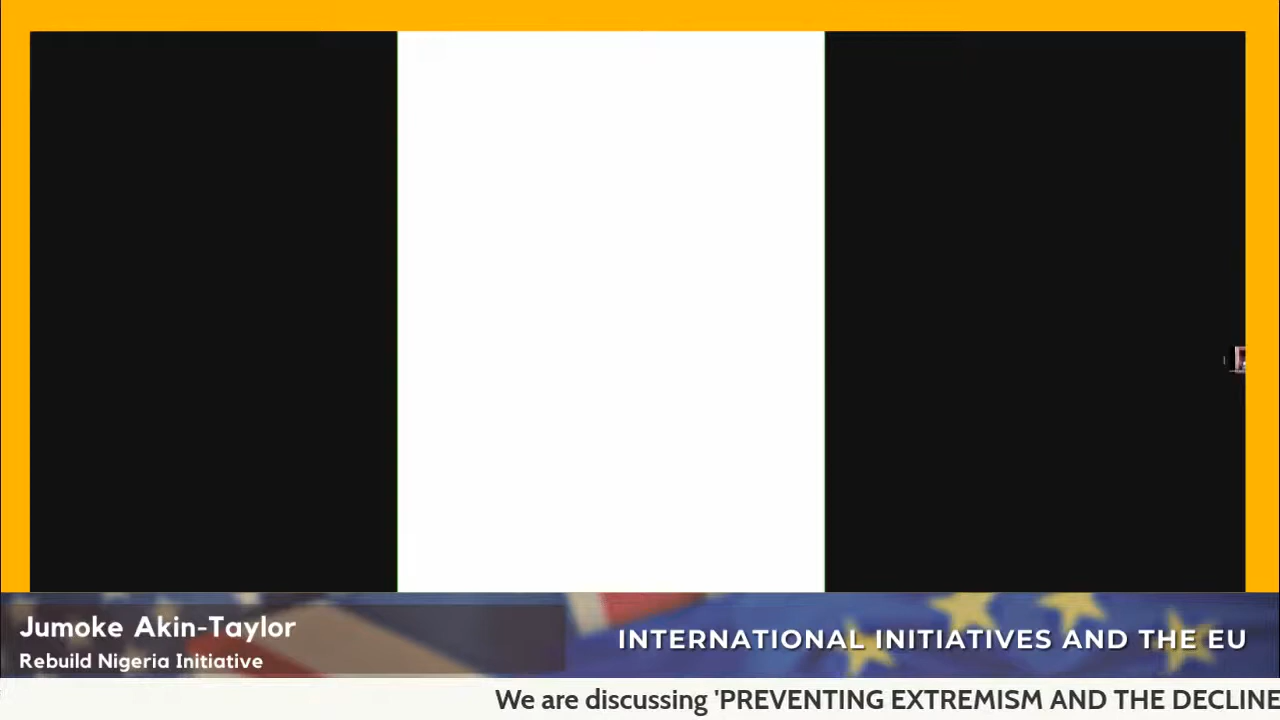 Jumoke Akin-Taylor
Rebuild Nigeria Initiative
INTERNATIONAL INITIATIVES AND THE EU
We are discussing 'PREVENTING EXTREMISM AND THE DECLINE